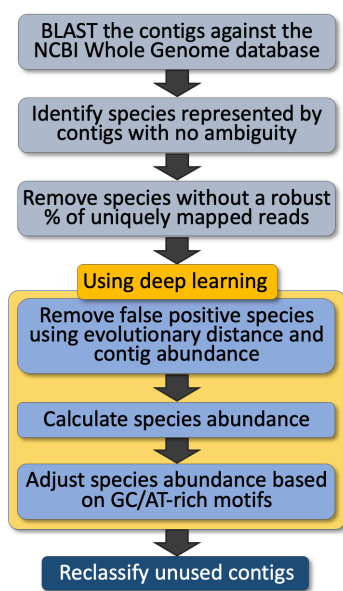 BLAST the contigs against the
NCBI Whole Genome database
Identify species represented by
contigs with no ambiguity
Remove species without a robust
% of uniquely mapped reads
Using deep learning
Remove false positive species
using evolutionary distance and
contig abundance
Calculate species abundance
Adjust species abundance based
on GC/AT-rich motifs
Reclassify unused contigs